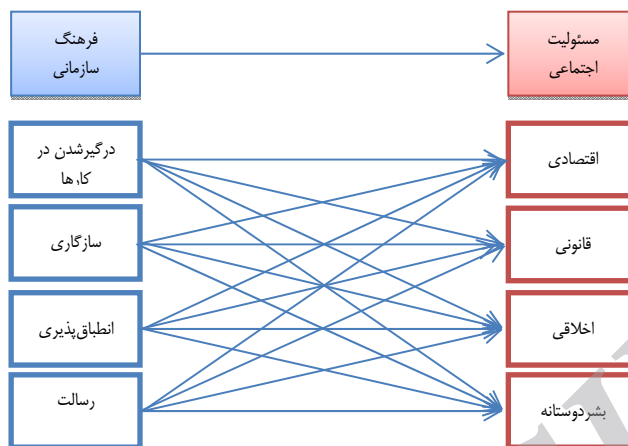 فرهنگ
سازمانی
مسئولیت
اجتماعی
درگیرشدن در
کارها
اقتصادی
سازگاری
قانونی
انطباق‌پذیری
اخلاقی
رسالت
بشردوستانه